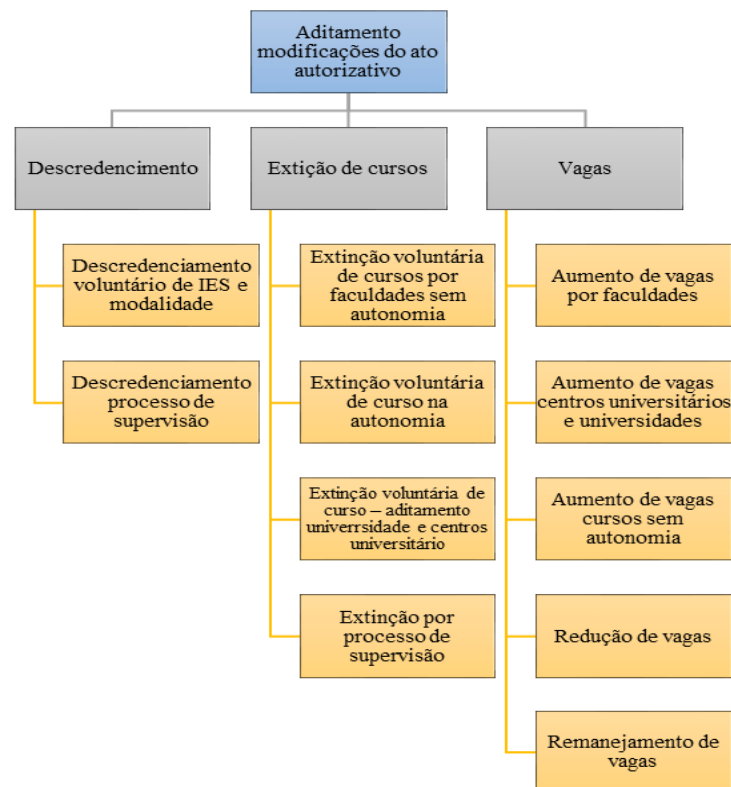 Aditamento
modificações do ato
autorizativo
Descredencimento
Extição de cursos
Vagas
Descredenciamento
voluntário de IES e
modalidade
Descredenciamento
processo de
supervisão
Extinção voluntária
de cursos por
faculdades sem
autonomia
Extinção voluntária
de curso na
autonomia
Extinção voluntária de
curso – aditamento
univerrsidade e centros
universitário
Extinção por
processo de
supervisão
Aumento de vagas
por faculdades
Aumento de vagas
centros universitários
e universidades
Aumento de vagas
cursos sem
autonomia
Redução de vagas
Remanejamento de
vagas